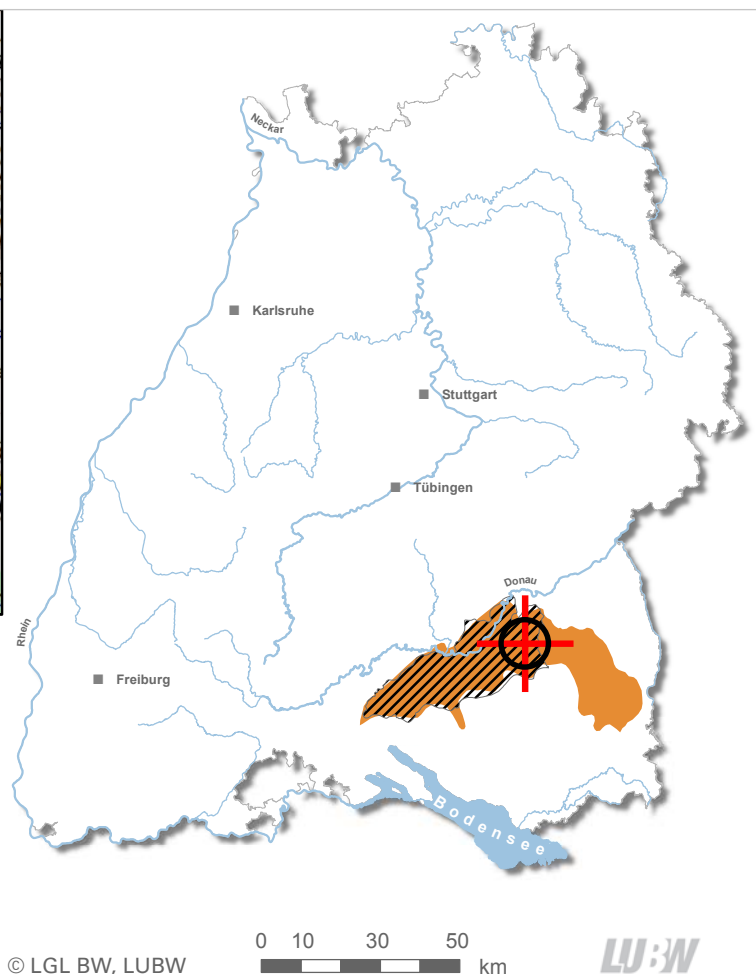 Neckar
Karlsruhe
Stuttgart
Tübingen
Donau
Rhein
Freiburg
Bodensee
0 10 30 50
km
© LGL BW, LUBW
LUBW